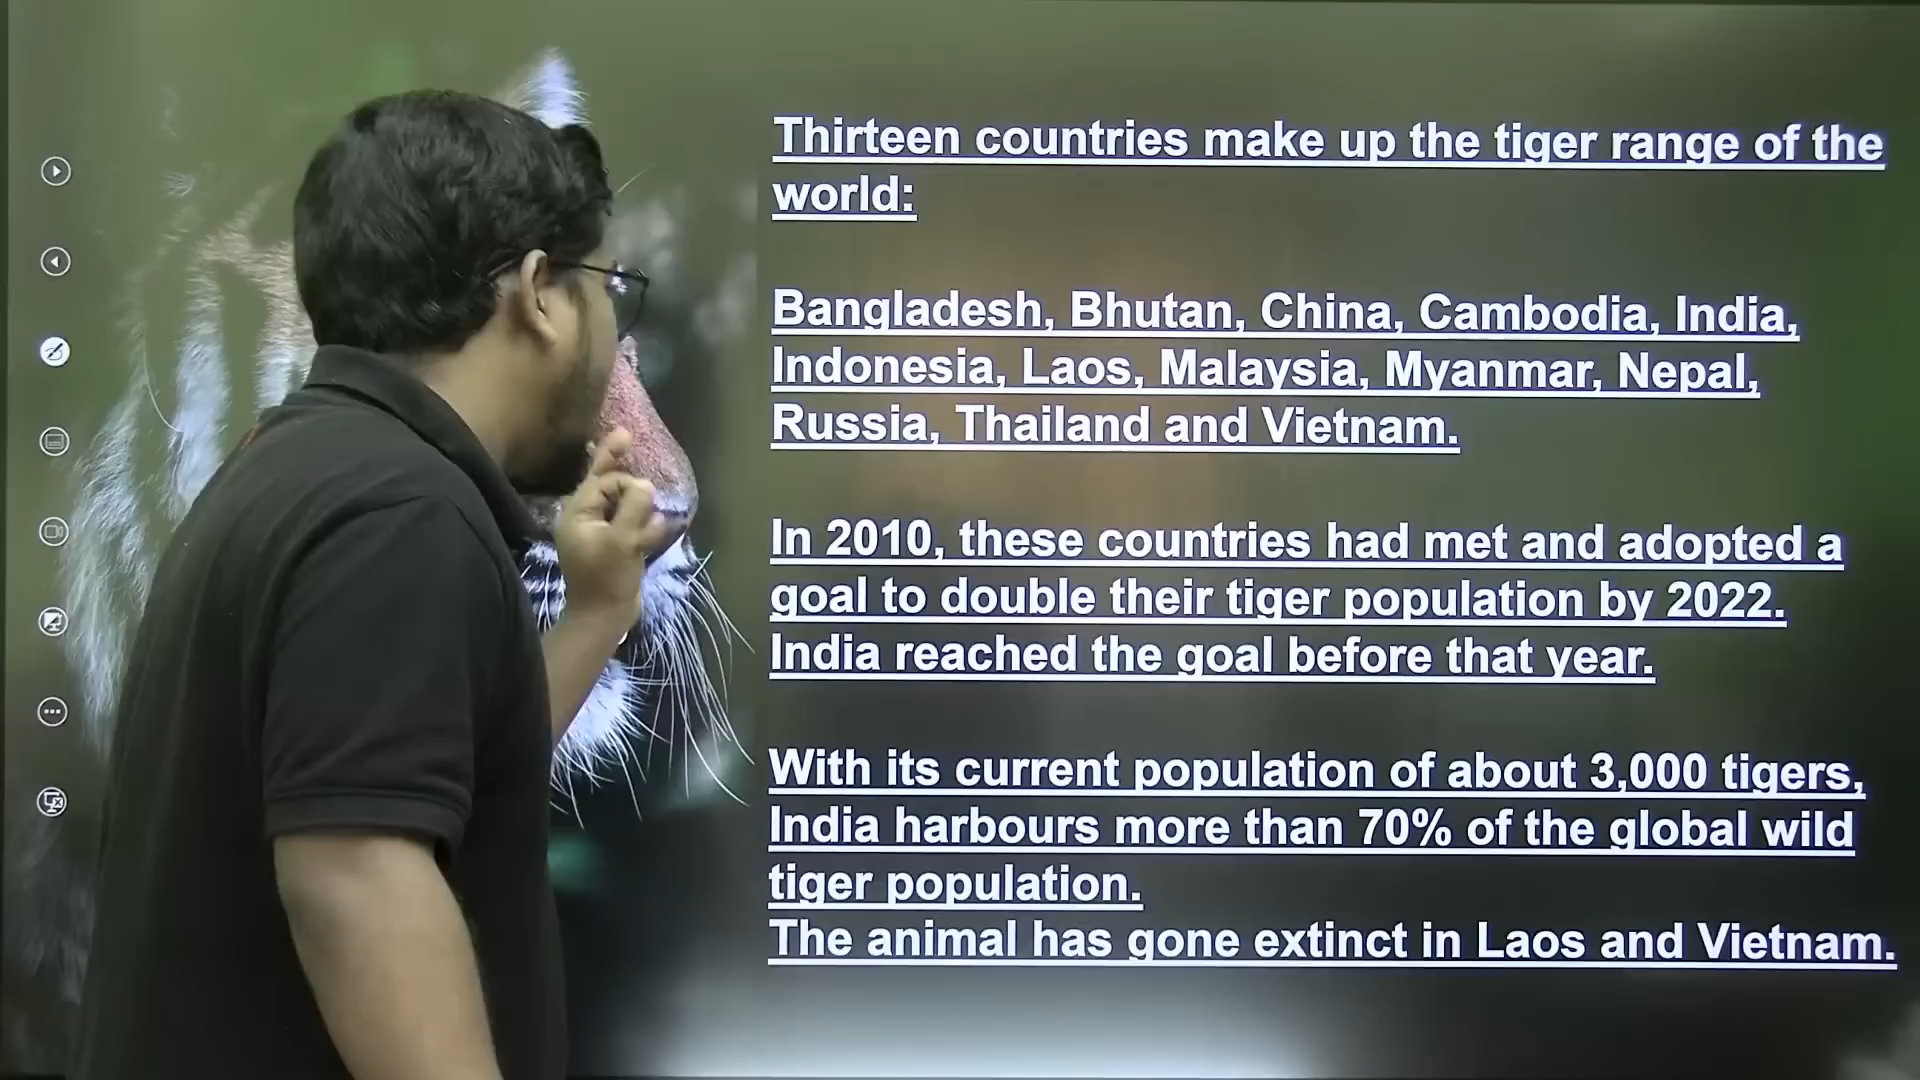 Thirteen countries make up the tiger range of the
world:
Bangladesh, Bhutan, China, Cambodia, India,
Indonesia, Laos, Malaysia, Myanmar, Nepal,
Russia, Thailand and Vietnam.
In 2010, these countries had met and adopted a
goal to double their tiger population by 2022.
India reached the goal before that year.
With its current population of about 3,000 tigers,
India harbours more than 70% of the global wild
tiger population.
The animal has gone extinct in Laos and Vietnam.